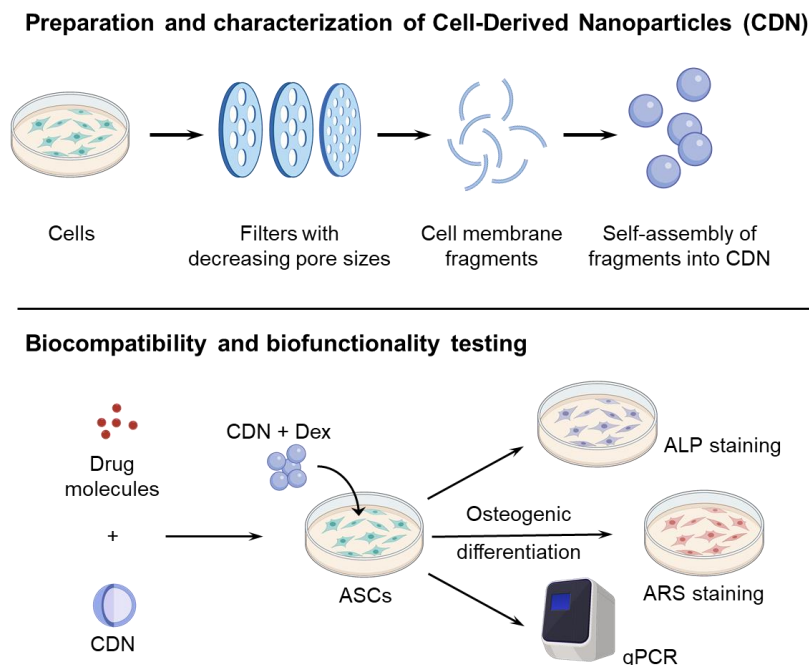 Preparation and characterization of Cell-Derived Nanoparticles (CDN)
Cells
Filters with
decreasing pore sizes
Cell membrane
fragments
Self-assembly of
fragments into CDN
Biocompatibility and biofunctionality testing
Drug
molecules
+
CDN
CDN + Dex
ASCs
Osteogenic
differentiation
ALP staining
ARS staining
qPCR